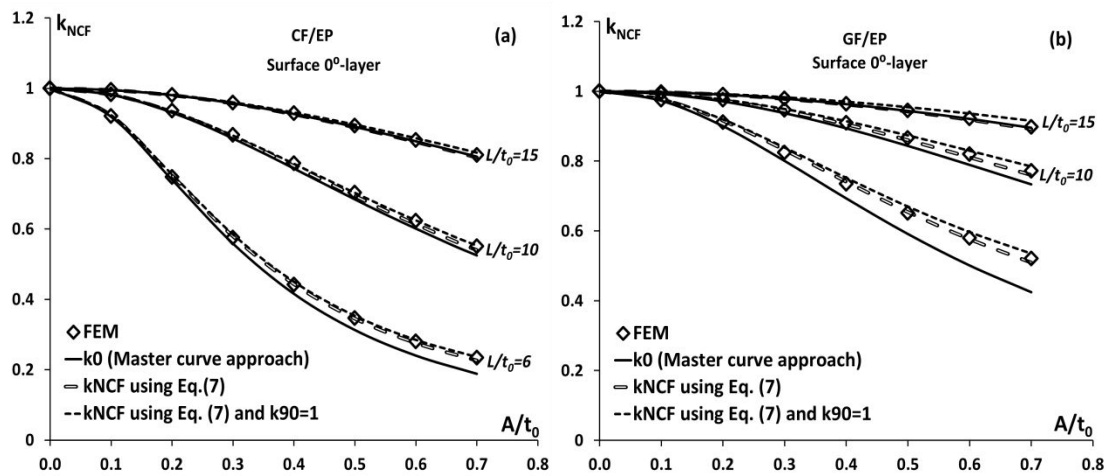 k_NCF
CF/EP
(a)
Surface 0⁰-layer
1.2
1
0.8
0.6
0.4
0.2
0
L/t₀=15
L/t₀=10
L/t₀=6
FEM
k0 (Master curve approach)
kNCF using Eq.(7)
kNCF using Eq. (7) and k90=1
A/t₀
0.0 0.1 0.2 0.3 0.4 0.5 0.6 0.7 0.8
k_NCF
GF/EP
(b)
Surface 0⁰-layer
1.2
1
0.8
0.6
0.4
0.2
0
L/t₀=15
L/t₀=10
FEM
k0 (Master curve approach)
kNCF using Eq.(7)
kNCF using Eq. (7) and k90=1
A/t₀
0.0 0.1 0.2 0.3 0.4 0.5 0.6 0.7 0.8